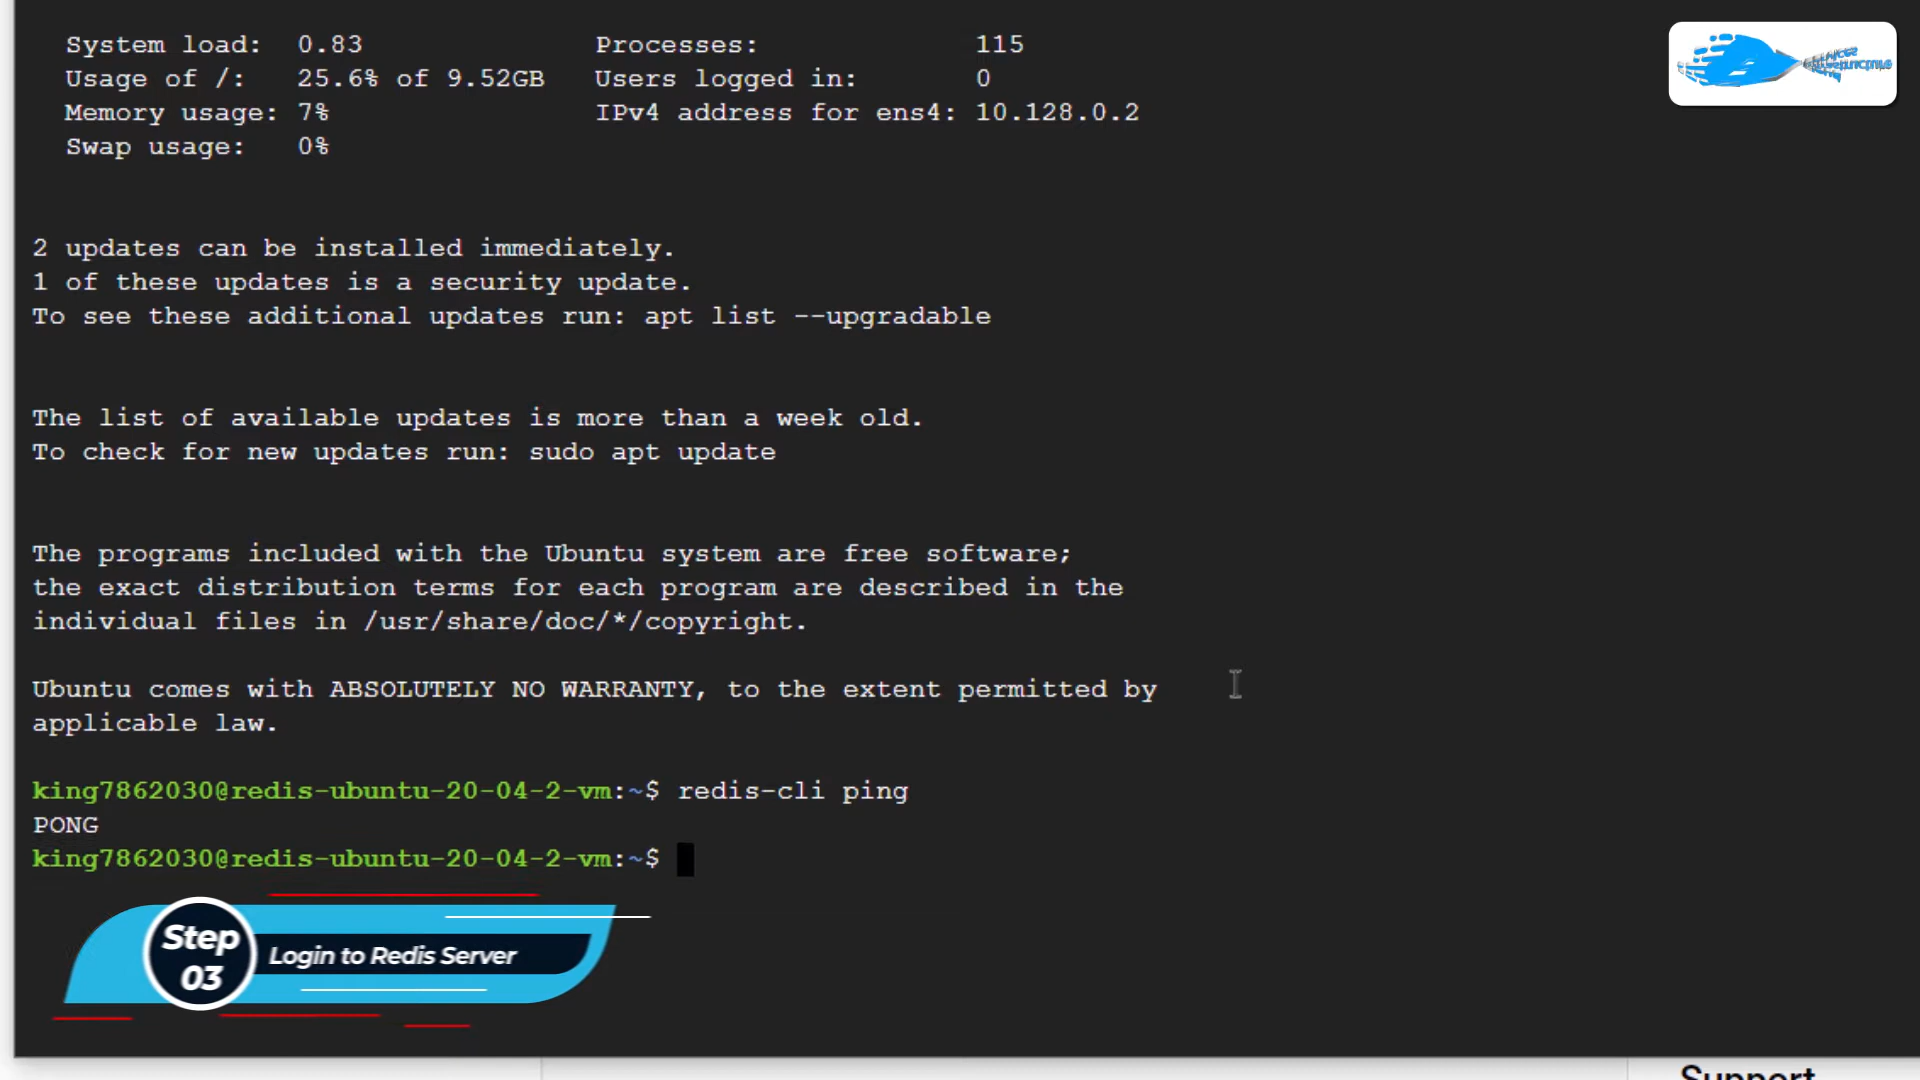 System load: 0.83 Processes: 115
Usage of /: 25.6% of 9.52GB Users logged in: 0
Memory usage: 7% IPv4 address for ens4: 10.128.0.2
Swap usage: 0%
2 updates can be installed immediately.
1 of these updates is a security update.
To see these additional updates run: apt list --upgradable
The list of available updates is more than a week old.
To check for new updates run: sudo apt update
The programs included with the Ubuntu system are free software;
the exact distribution terms for each program are described in the
individual files in /usr/share/doc/*/copyright.
Ubuntu comes with ABSOLUTELY NO WARRANTY, to the extent permitted by
applicable law.
king7862030@redis-ubuntu-20-04-2-vm:~$ redis-cli ping
PONG
king7862030@redis-ubuntu-20-04-2-vm:~$
Step
03
Login to Redis Server
Support